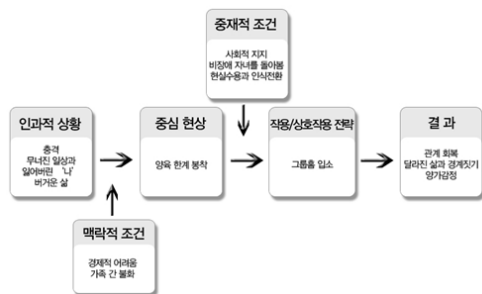 중재적 조건
사회적 지지
비장애 자녀를 돌아봄
현실수용과 인식전환
인과적 상황
충격
무너진 일상과
잃어버린 '나'
버거운 삶
중심 현상
양육 한계 봉착
작용/상호작용 전략
그룹홈 입소
결 과
관계 회복
달라진 삶과 경계짓기
양가감정
맥락적 조건
경제적 어려움
가족 간 불화